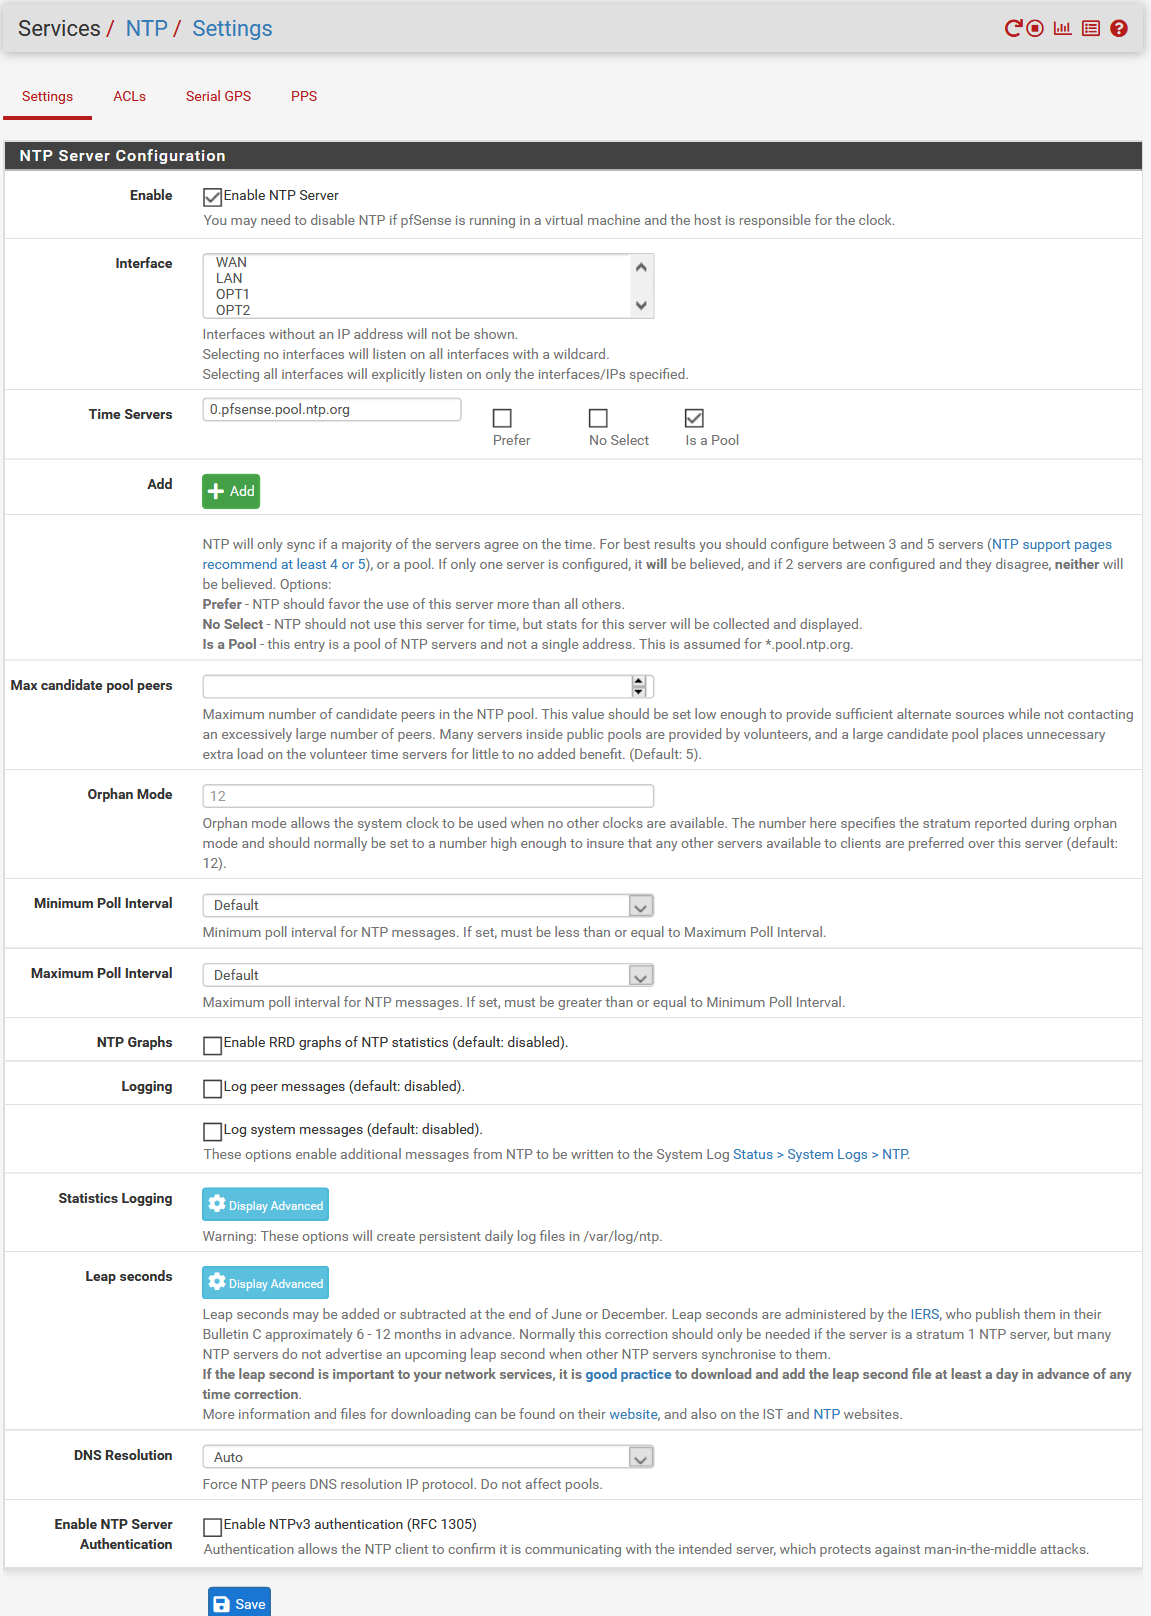 Services / NTP / Settings
Settings ACLs Serial GPS PPS
NTP Server Configuration
Enable
Enable NTP Server
You may need to disable NTP if pfSense is running in a virtual machine and the host is responsible for the clock.
Interface
WAN
LAN
OPT1
OPT2
Interfaces without an IP address will not be shown.
Selecting no interfaces will listen on all interfaces with a wildcard.
Selecting all interfaces will explicitly listen on only the interfaces/IPs specified.
Time Servers
0.pfsense.pool.ntp.org
Prefer No Select Is a Pool
Add
Add
NTP will only sync if a majority of the servers agree on the time. For best results you should configure between 3 and 5 servers (NTP support pages
recommend at least 4 or 5), or a pool. If only one server is configured, it will be believed, and if 2 servers are configured and they disagree, neither will
be believed. Options:
Prefer - NTP should favor the use of this server more than all others.
No Select - NTP should not use this server for time, but stats for this server will be collected and displayed.
Is a Pool - this entry is a pool of NTP servers and not a single address. This is assumed for *.pool.ntp.org.
Max candidate pool peers
Maximum number of candidate peers in the NTP pool. This value should be set low enough to provide sufficient alternate sources while not contacting
an excessively large number of peers. Many servers inside public pools are provided by volunteers, and a large candidate pool places unnecessary
extra load on the volunteer time servers for little to no added benefit. (Default: 5).
Orphan Mode
12
Orphan mode allows the system clock to be used when no other clocks are available. The number here specifies the stratum reported during orphan
mode and should normally be set to a number high enough to insure that any other servers available to clients are preferred over this server (default:
12).
Minimum Poll Interval
Default
Minimum poll interval for NTP messages. If set, must be less than or equal to Maximum Poll Interval.
Maximum Poll Interval
Default
Maximum poll interval for NTP messages. If set, must be greater than or equal to Minimum Poll Interval.
NTP Graphs
Enable RRD graphs of NTP statistics (default: disabled).
Logging
Log peer messages (default: disabled).
Log system messages (default: disabled).
These options enable additional messages from NTP to be written to the System Log Status > System Logs > NTP.
Statistics Logging
Display Advanced
Warning: These options will create persistent daily log files in /var/log/ntp.
Leap seconds
Display Advanced
Leap seconds may be added or subtracted at the end of June or December. Leap seconds are administered by the IERS, who publish them in their
Bulletin C approximately 6 - 12 months in advance. Normally this correction should only be needed if the server is a stratum 1 NTP server, but many
NTP servers do not advertise an upcoming leap second when other NTP servers synchronise to them.
If the leap second is important to your network services, it is good practice to download and add the leap second file at least a day in advance of any
time correction.
More information and files for downloading can be found on their website, and also on the IST and NTP websites.
DNS Resolution
Auto
Force NTP peers DNS resolution IP protocol. Do not affect pools.
Enable NTP Server
Authentication
Enable NTPv3 authentication (RFC 1305)
Authentication allows the NTP client to confirm it is communicating with the intended server, which protects against man-in-the-middle attacks.
Save